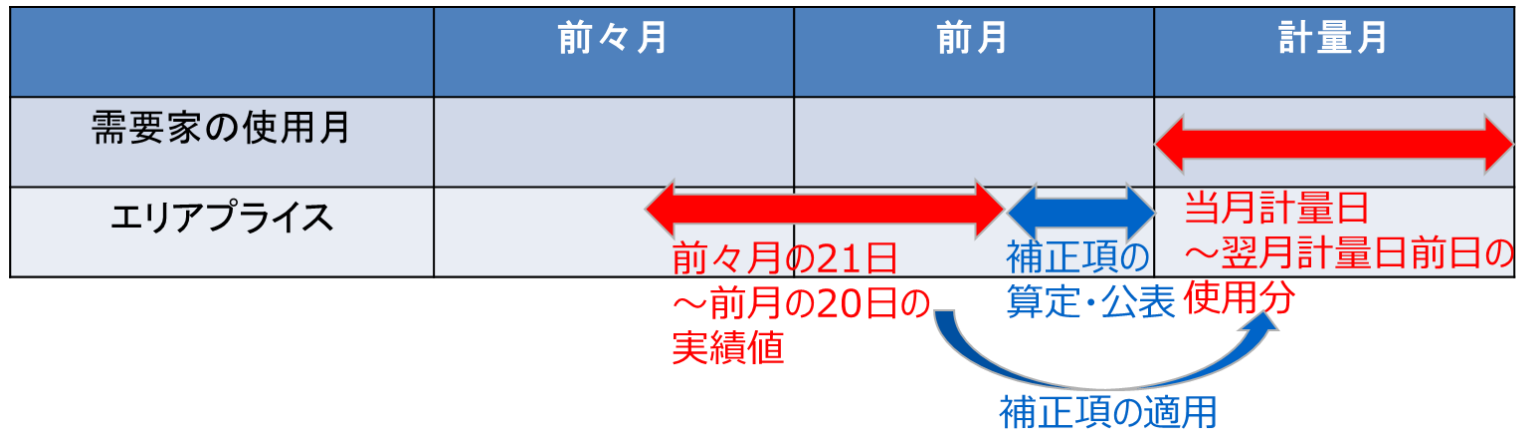 前々月 前月 計量月
需要家の使用月
エリアプライス
前々月の21日
～前月の20日の
実績値
補正項の
算定・公表
当月計量日
～翌月計量日前日の
使用分
補正項の適用